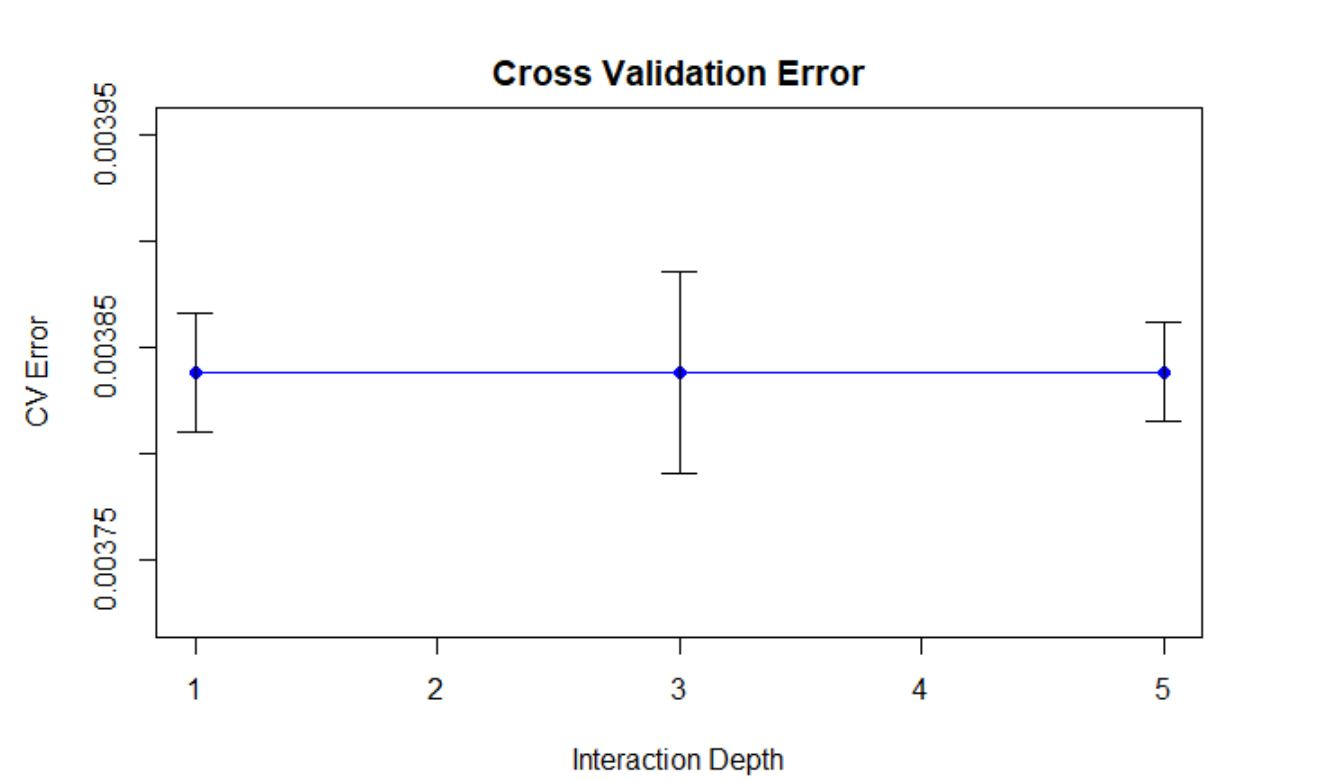 Cross Validation Error
0.00395
0.00385
0.00375
CV Error
1 2 3 4 5
Interaction Depth